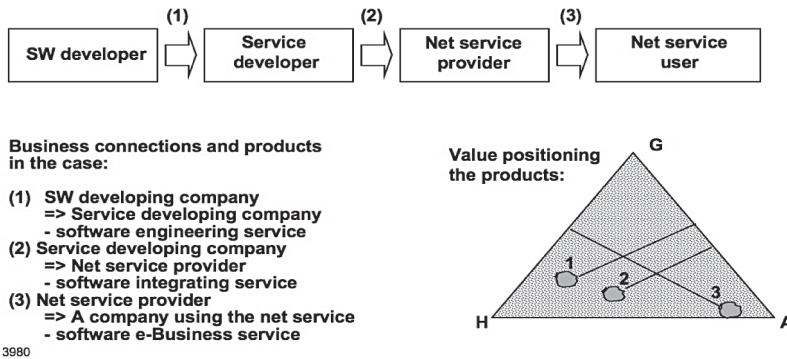 (1)
(2)
(3)
SW developer
Service
developer
Net service
provider
Net service
user
Business connections and products
in the case:
(1) SW developing company
=> Service developing company
- software engineering service
(2) Service developing company
=> Net service provider
- software integrating service
(3) Net service provider
=> A company using the net service
- software e-Business service
3980
Value positioning
the products:
G
1
2
3
H
A